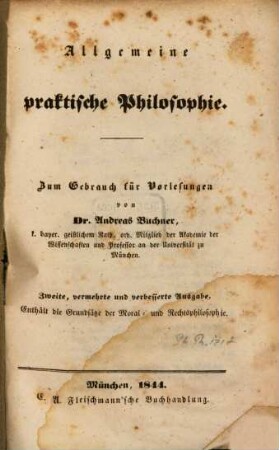 Allgemeine
praktische Philosophie.
Zum Gebrauch für Vorlesungen
von
Dr. Andreas Buchner,
k. bayer. geistlichem Rath, ord. Mitglied der Akademie der
Wissenschaften und Professor an der Universität zu
München.
Zweite, vermehrte und verbesserte Ausgabe.
Enthält die Grundsätze der Moral- und Rechtsphilosophie.
München, 1844.
E. A. Fleischmann'sche Buchhandlung.